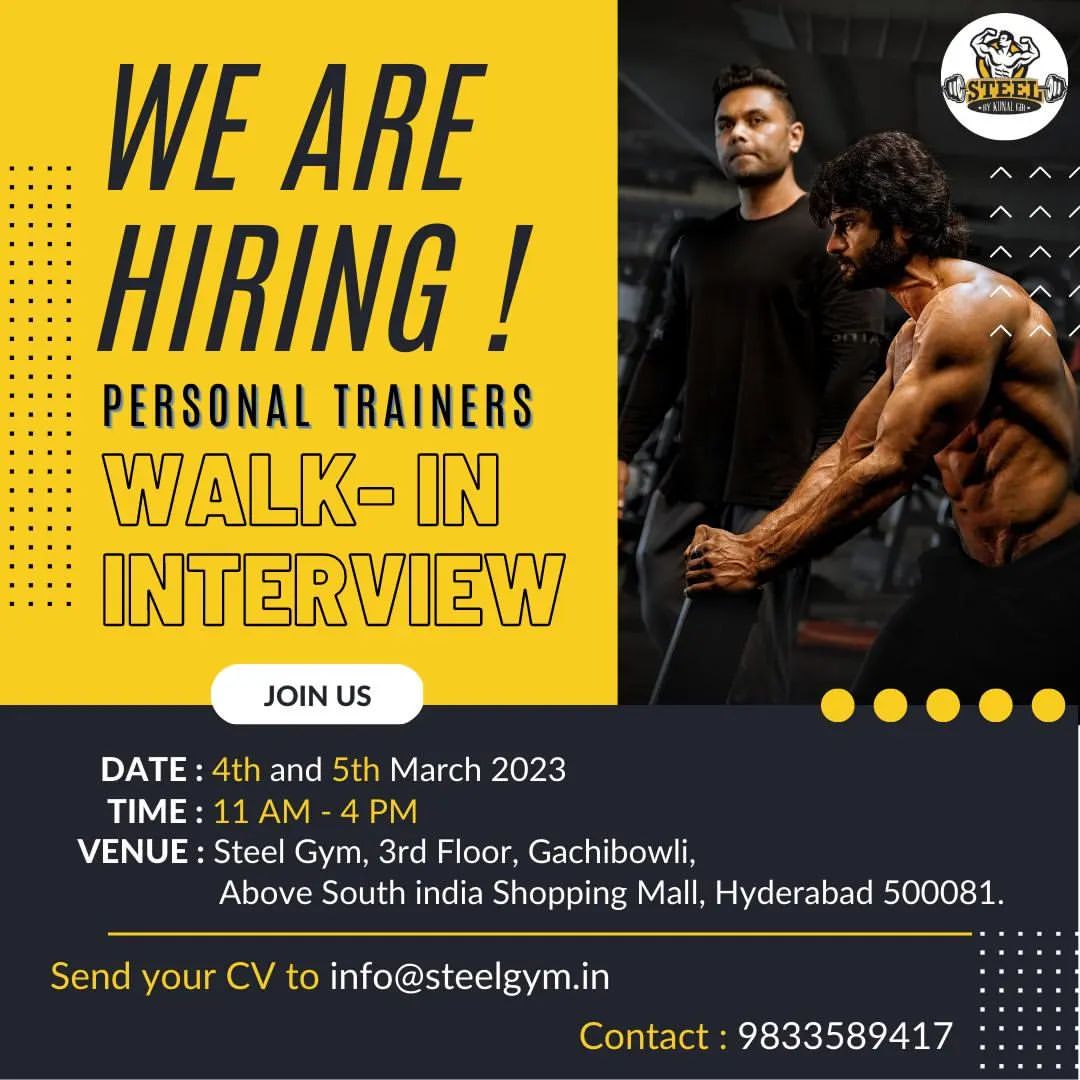 WE ARE
HIRING !
PERSONAL TRAINERS
WALK- IN
INTERVIEW
STEEL
BY KUNAL GIR
JOIN US
DATE : 4th and 5th March 2023
TIME : 11 AM - 4 PM
VENUE : Steel Gym, 3rd Floor, Gachibowli,
Above South india Shopping Mall, Hyderabad 500081.
Send your CV to info@steelgym.in
Contact : 9833589417